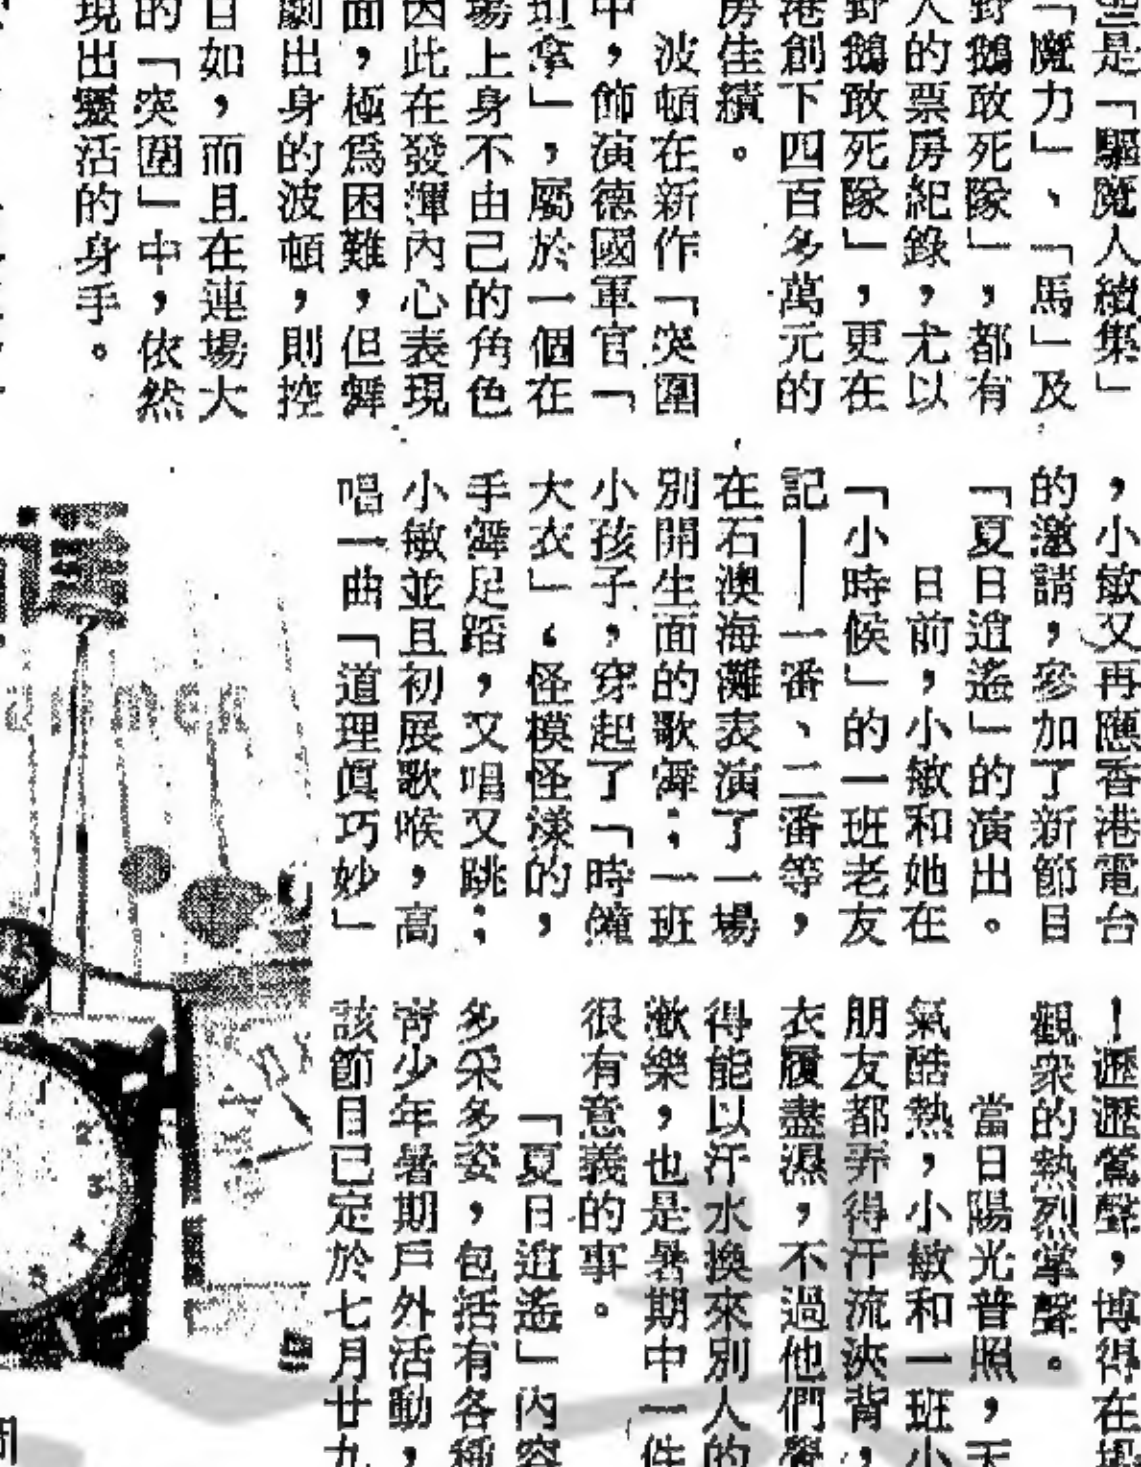 是「驅魔人續集」
「魔力」、「馬」及
野鵝敢死隊」，都有
人的票房紀錄，尤以
野鵝敢死隊」，更在
港創下四百多萬元的
房佳績。
波頓在新作「突圍
中，飾演德國軍官「
坦拿」，屬於一個在
場上身不由己的角色
因此在發揮內心表現
面，極為困難，但舞
劇出身的波頓，則控
自如，而且在連場大
的「突圍」中，依然
現出靈活的身手。
，小敏又再應香港電台
的邀請，參加了新節目
「夏日逍遙」的演出。
日前，小敏和她在
「小時候」的一班老友
記——一番、二番等，
在石澳海灘表演了一場
別開生面的歌舞；一班
小孩子，穿起了「時鐘
大衣」，怪模怪漾的，
手舞足蹈，又唱又跳；
小敏並且初展歌喉，高
唱一曲「道理眞巧妙」
！瀝瀝鶯聲，博得在場
觀衆的熱烈掌聲。
當日陽光普照，天
氣酷熱，小敏和一班小
朋友都弄得汗流浹背，
衣履盡濕，不過他們覺
得能以汗水換來別人的
歡樂，也是暑期中一件
很有意義的事。
「夏日逍遙」內容
多采多姿，包括有各種
青少年暑期戶外活動，
該節目已定於七月廿九